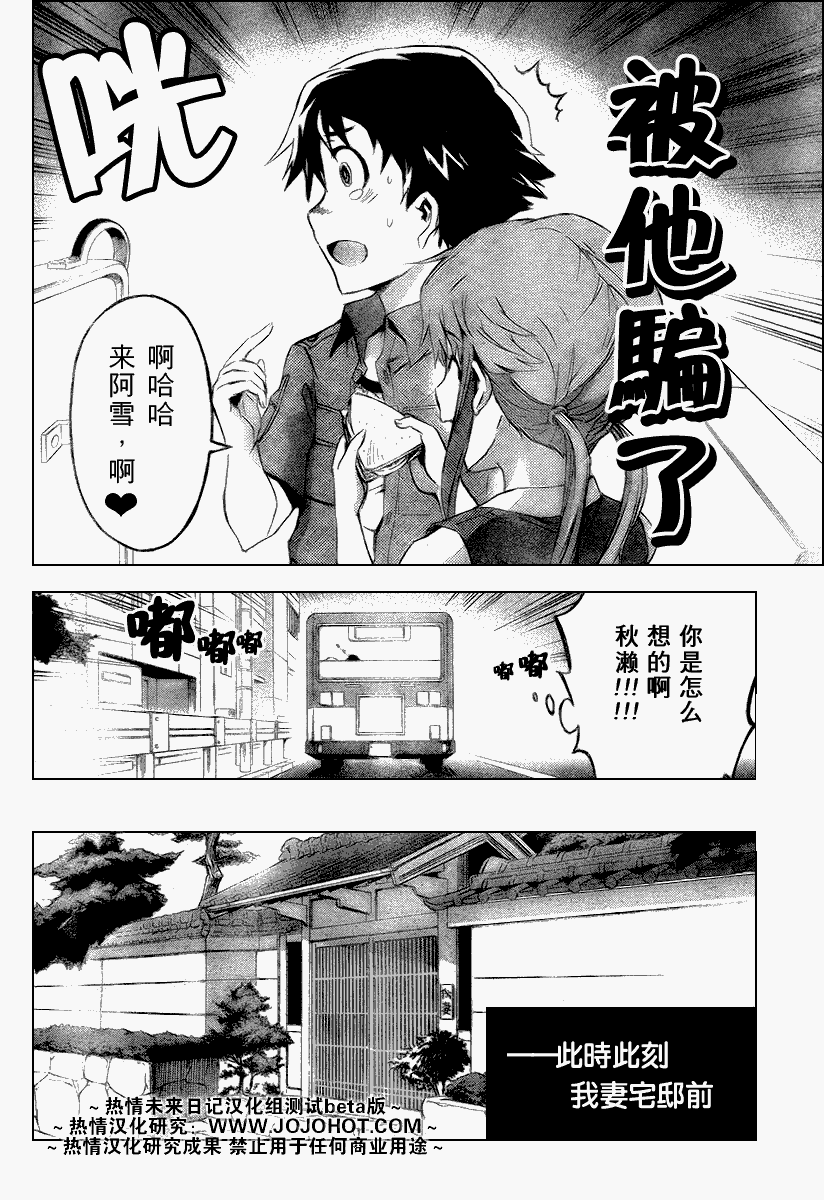 被他騙了
咣
啊哈哈
来阿雪,啊
❤
你是怎么
想的啊
秋濑!!!!!!
嘟嘟
嘟嘟嘟
我妻
——此時此刻
我妻宅邸前
~热情未来日记汉化组测试beta版~
~热情汉化研究: WWW.JOJOHOT.COM~
~热情汉化研究成果 禁止用于任何商业用途~